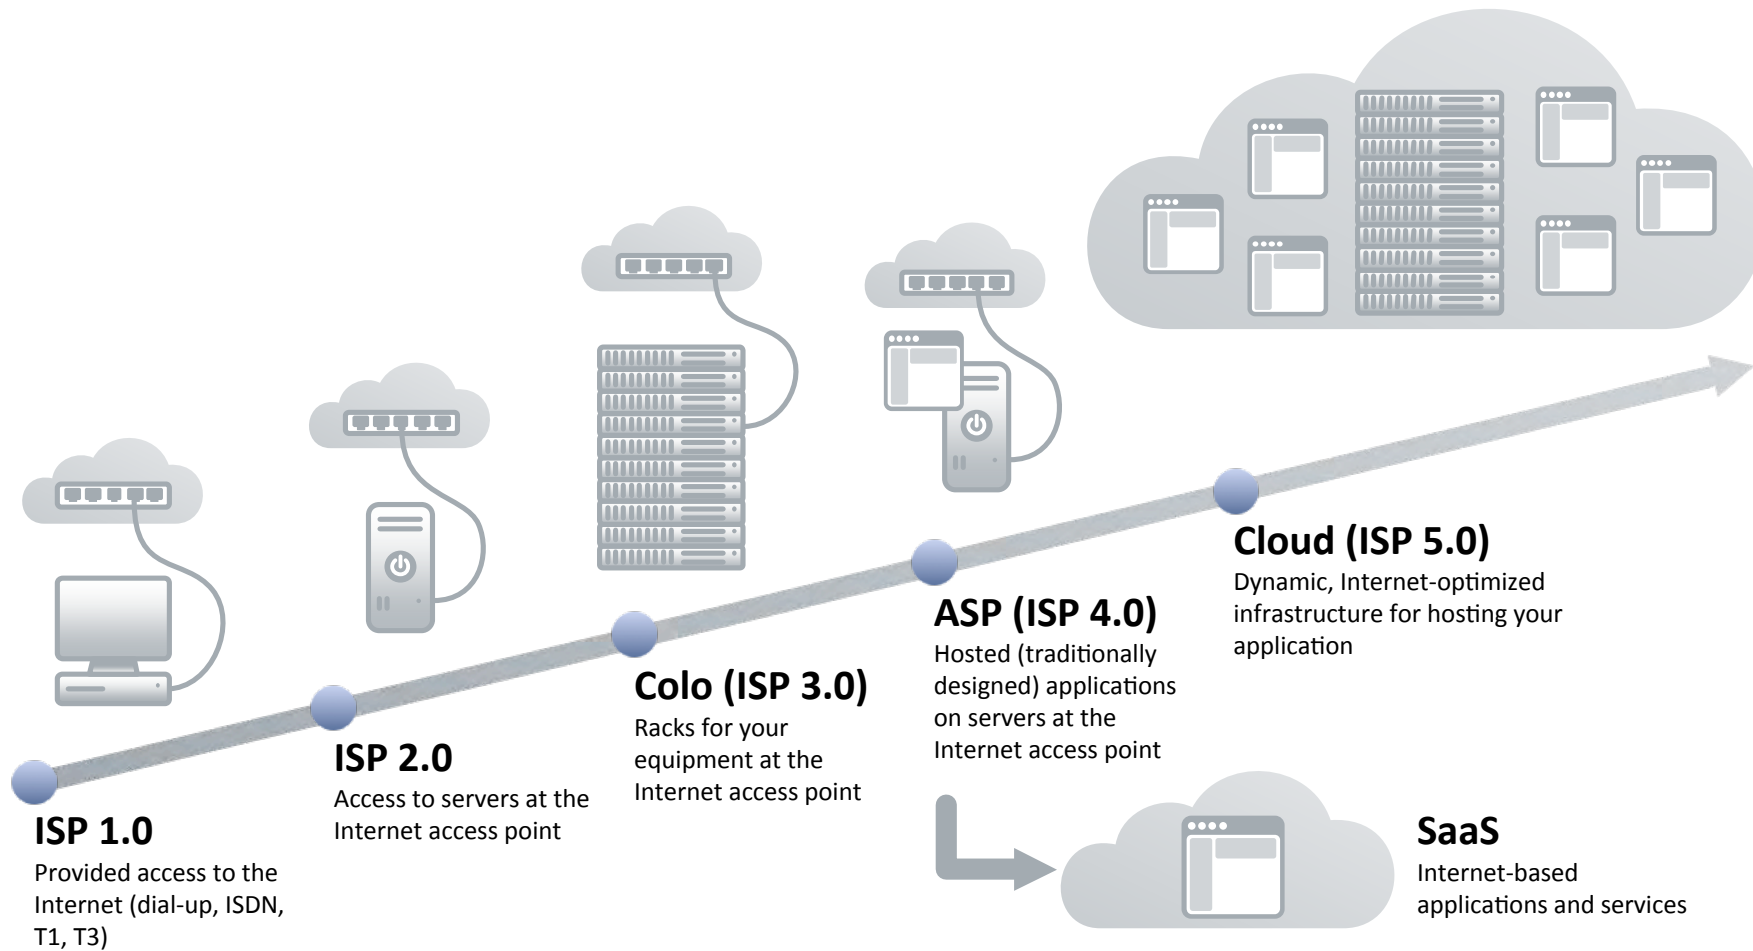 ISP 1.0
Provided access to the
Internet (dial-up, ISDN,
T1, T3)
ISP 2.0
Access to servers at the
Internet access point
Colo (ISP 3.0)
Racks for your
equipment at the
Internet access point
ASP (ISP 4.0)
Hosted (traditionally
designed) applications
on servers at the
Internet access point
Cloud (ISP 5.0)
Dynamic, Internet-optimized
infrastructure for hosting your
application
SaaS
Internet-based
applications and services